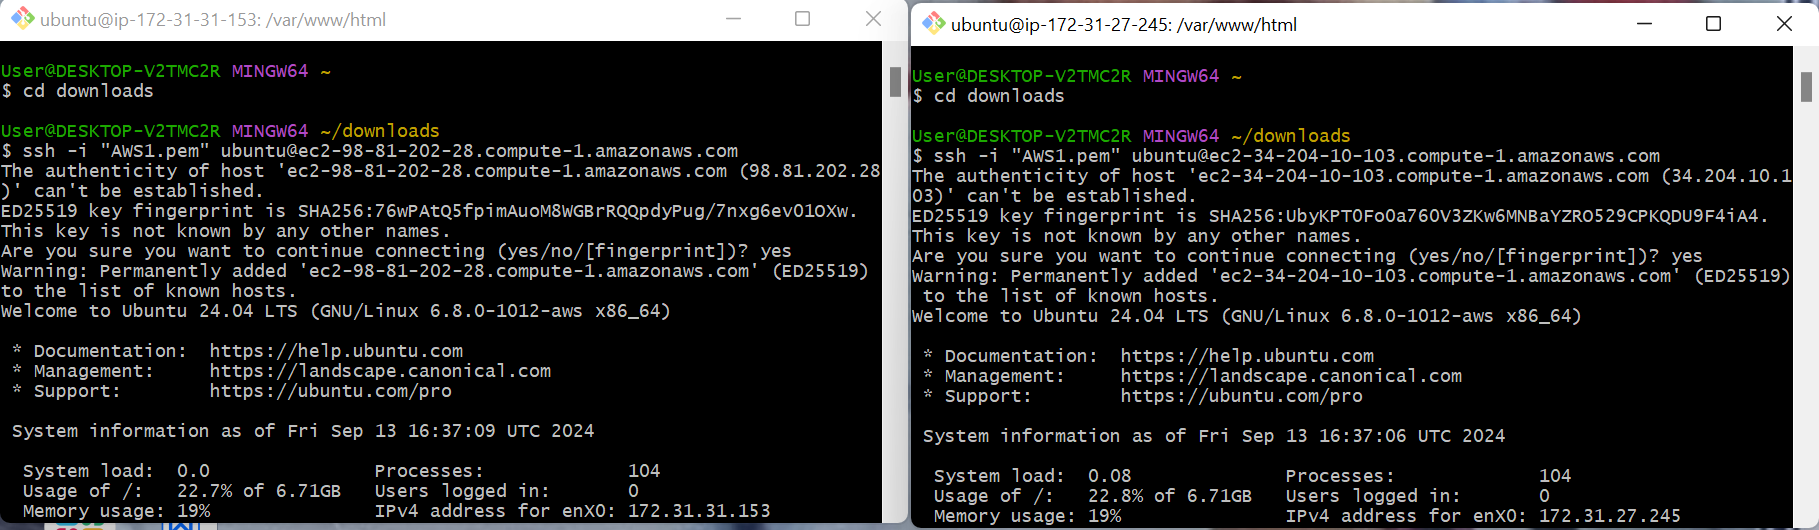 ubuntu@ip-172-31-31-153: /var/www/html
User@DESKTOP-V2TMC2R MINGW64 ~
$ cd downloads
User@DESKTOP-V2TMC2R MINGW64 ~/downloads
$ ssh -i "AWS1.pem" ubuntu@ec2-98-81-202-28.compute-1.amazonaws.com
The authenticity of host 'ec2-98-81-202-28.compute-1.amazonaws.com (98.81.202.28
)' can't be established.
ED25519 key fingerprint is SHA256:76wPAtQ5fpimAuoM8WGBrRQQpdyPug/7nxg6ev01OXw.
This key is not known by any other names.
Are you sure you want to continue connecting (yes/no/[fingerprint])? yes
Warning: Permanently added 'ec2-98-81-202-28.compute-1.amazonaws.com' (ED25519)
to the list of known hosts.
Welcome to Ubuntu 24.04 LTS (GNU/Linux 6.8.0-1012-aws x86_64)
* Documentation: https://help.ubuntu.com
* Management: https://landscape.canonical.com
* Support: https://ubuntu.com/pro
System information as of Fri Sep 13 16:37:09 UTC 2024
System load: 0.0 Processes: 104
Usage of /: 22.7% of 6.71GB Users logged in: 0
Memory usage: 19% IPv4 address for enX0: 172.31.31.153
ubuntu@ip-172-31-27-245: /var/www/html
User@DESKTOP-V2TMC2R MINGW64 ~
$ cd downloads
User@DESKTOP-V2TMC2R MINGW64 ~/downloads
$ ssh -i "AWS1.pem" ubuntu@ec2-34-204-10-103.compute-1.amazonaws.com
The authenticity of host 'ec2-34-204-10-103.compute-1.amazonaws.com (34.204.10.1
03)' can't be established.
ED25519 key fingerprint is SHA256:UbyKPT0Fo0a760V3ZKw6MNBaYZRO529CPKQDU9F4iA4.
This key is not known by any other names.
Are you sure you want to continue connecting (yes/no/[fingerprint])? yes
Warning: Permanently added 'ec2-34-204-10-103.compute-1.amazonaws.com' (ED25519)
to the list of known hosts.
Welcome to Ubuntu 24.04 LTS (GNU/Linux 6.8.0-1012-aws x86_64)
* Documentation: https://help.ubuntu.com
* Management: https://landscape.canonical.com
* Support: https://ubuntu.com/pro
System information as of Fri Sep 13 16:37:06 UTC 2024
System load: 0.08 Processes: 104
Usage of /: 22.8% of 6.71GB Users logged in: 0
Memory usage: 19% IPv4 address for enX0: 172.31.27.245